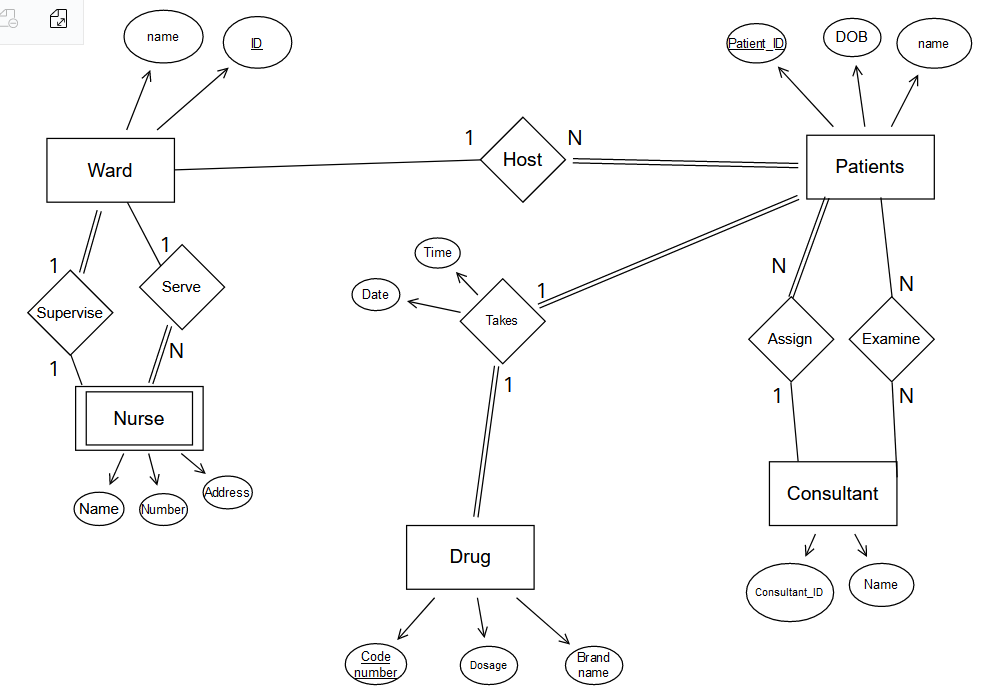 name
ID
Patient_ID
DOB
name
Ward
1
Host
N
Patients
1
Supervise
1
1
Serve
N
Time
Date
1
Takes
1
N
Assign
1
N
Examine
N
Nurse
Name
Number
Address
Consultant
Consultant_ID
Name
Drug
Code
number
Dosage
Brand
name